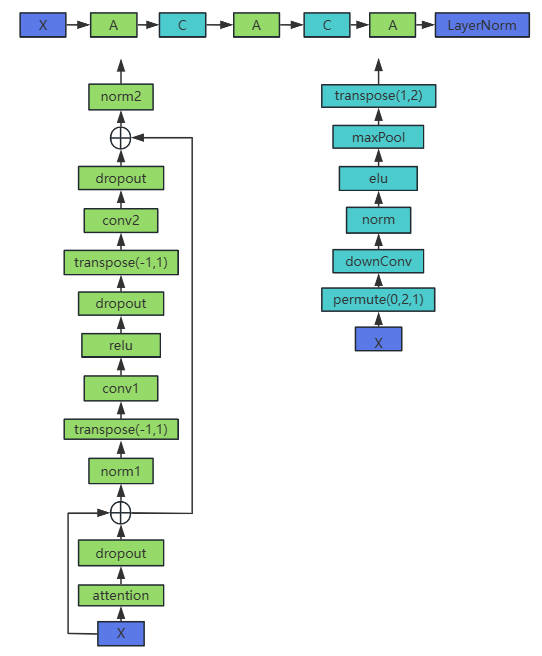 X A C A C A LayerNorm
norm2
dropout
conv2
transpose(-1,1)
dropout
relu
conv1
transpose(-1,1)
norm1
dropout
attention
X
transpose(1,2)
maxPool
elu
norm
downConv
permute(0,2,1)
X